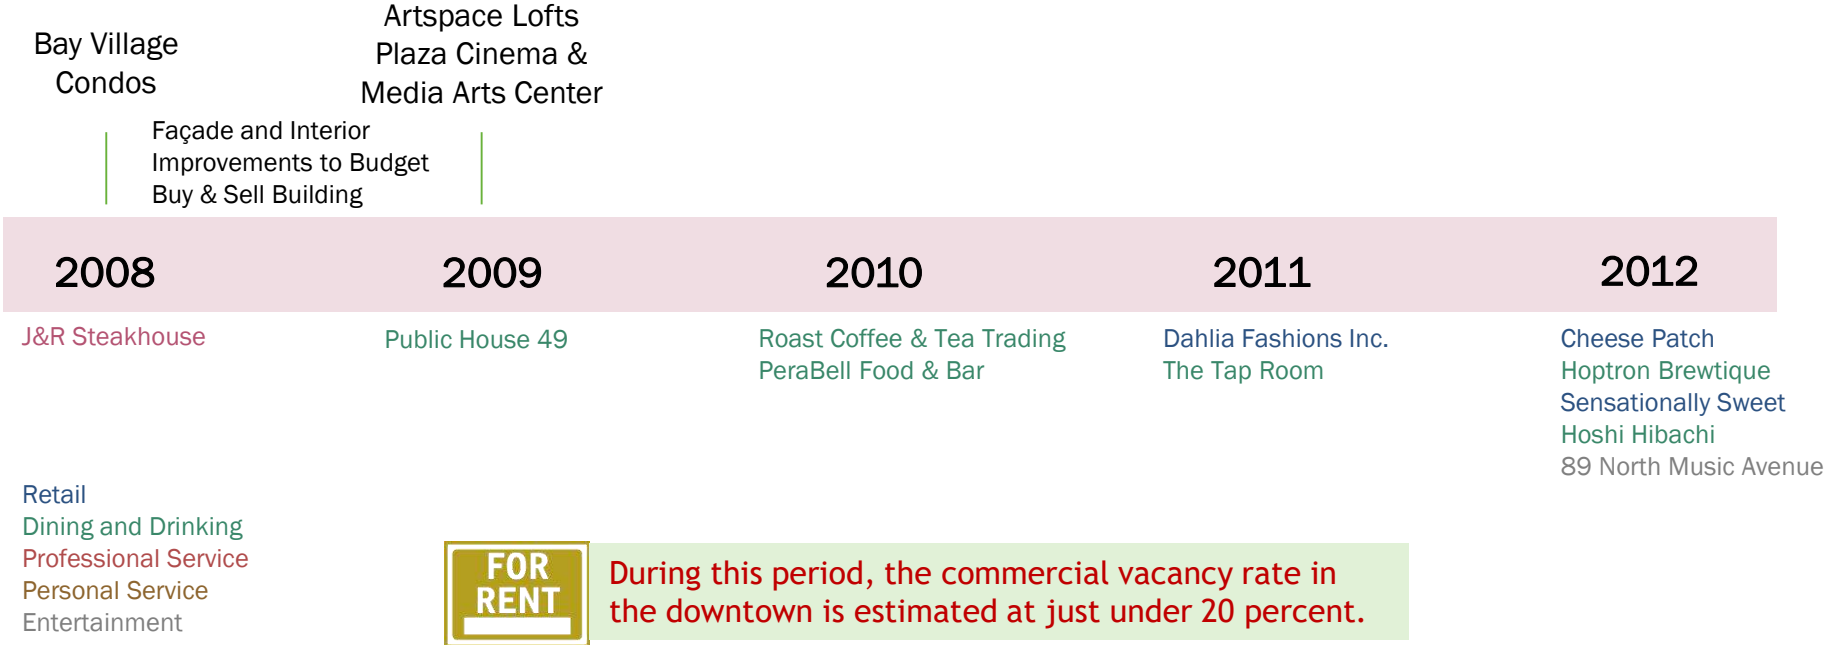 Bay Village
Condos
Artspace Lofts
Plaza Cinema &
Media Arts Center
Façade and Interior
Improvements to Budget
Buy & Sell Building
2008
2009
2010
2011
2012
J&R Steakhouse
Public House 49
Roast Coffee & Tea Trading
PeraBell Food & Bar
Dahlia Fashions Inc.
The Tap Room
Cheese Patch
Hoptron Brewtique
Sensationally Sweet
Hoshi Hibachi
89 North Music Avenue
Retail
Dining and Drinking
Professional Service
Personal Service
Entertainment
FOR
RENT
During this period, the commercial vacancy rate in
the downtown is estimated at just under 20 percent.